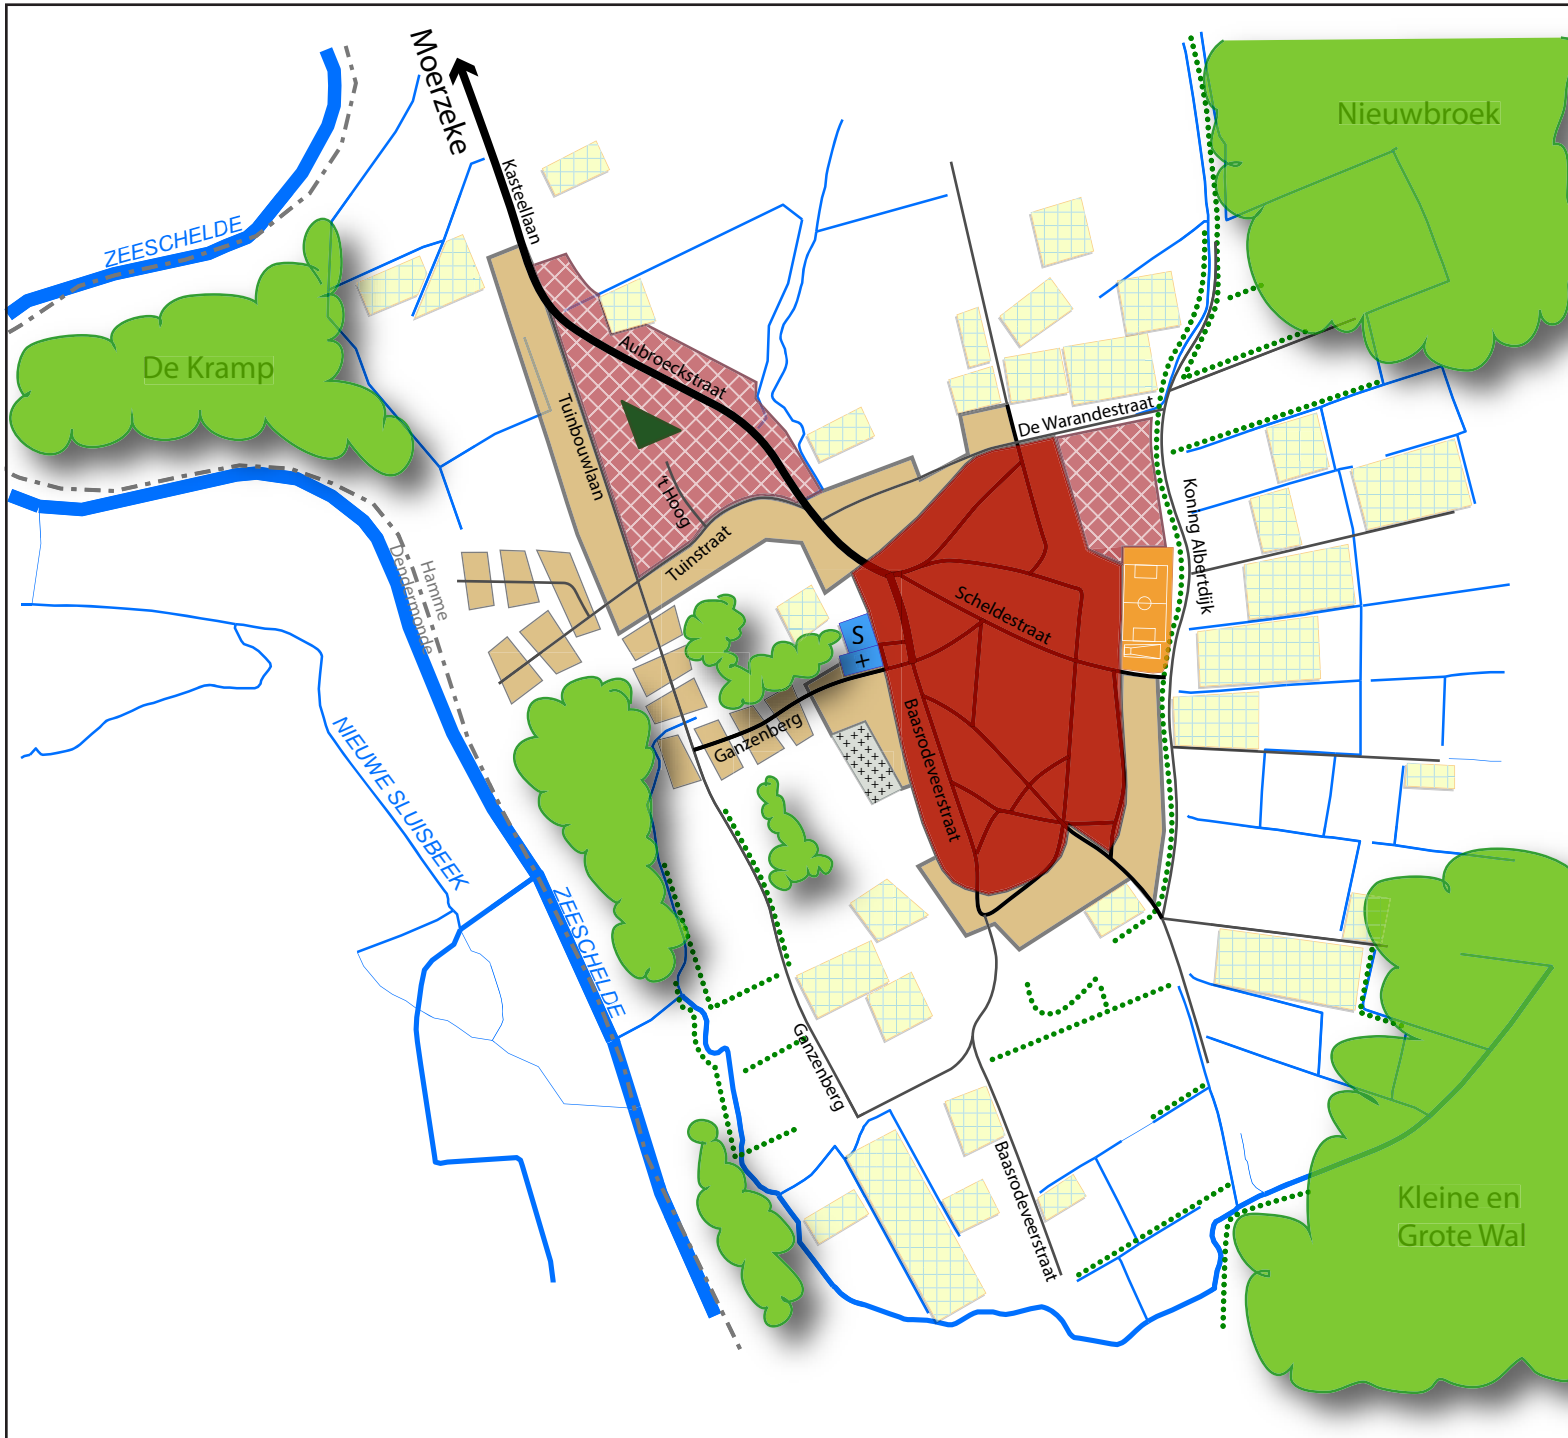 Moerzeke
Kasteellaan
Nieuwbroek
ZEESCHELDE
De Kramp
Aubroeckstraat
Tuinbouwlaan
De Warandestraat
't Hoog
Koning Albertdijk
Tuinstraat
Hamme
Dendermonde
Scheldestraat
S
+
Ganzenberg
Baasrodeveerstraat
NIEUWE SLUISBEEK
ZEESCHELDE
Ganzenberg
Baasrodeveerstraat
Kleine en
Grote Wal